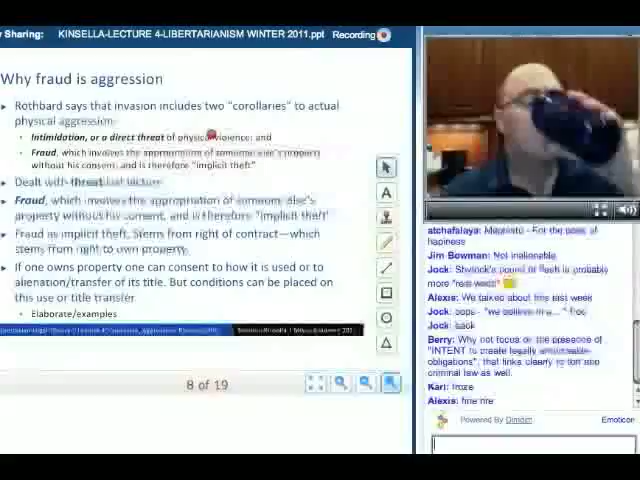 Sharing:
KINSELLA-LECTURE 4-LIBERTARIANISM WINTER 2011.ppt
Recording
Why fraud is aggression
Rothbard says that invasion includes two "corollaries" to actual
physical aggression:
Intimidation, or a direct threat of physical violence; and
Fraud, which involves the appropriation of someone else's property
without his consent, and is therefore "implicit theft"
Dealt with threat last lecture
Fraud, which involves the appropriation of someone else's
property without his consent, and is therefore "implicit theft"
Fraud as implicit theft. Stems from right of contract—which
stems from right to own property.
If one owns property one can consent to how it is used or to
alienation/transfer of its title. But conditions can be placed on
this use or title transfer
Elaborate/examples
8 of 19
A
atchafalaya: - For the poss of
Jim Bowman: Not inalienable
Jock: Shylock's pound of flesh is probably
more
Alexis: We talked about this last week
Jock: oops - "we believe in a... froc
Jock: back
Berry: Why not focus on the presence of
"INTENT to create legally
obligations", that links clearly to tort and
criminal law as well.
Karl: froze
Alexis: fine me
Powered By
Emoticon